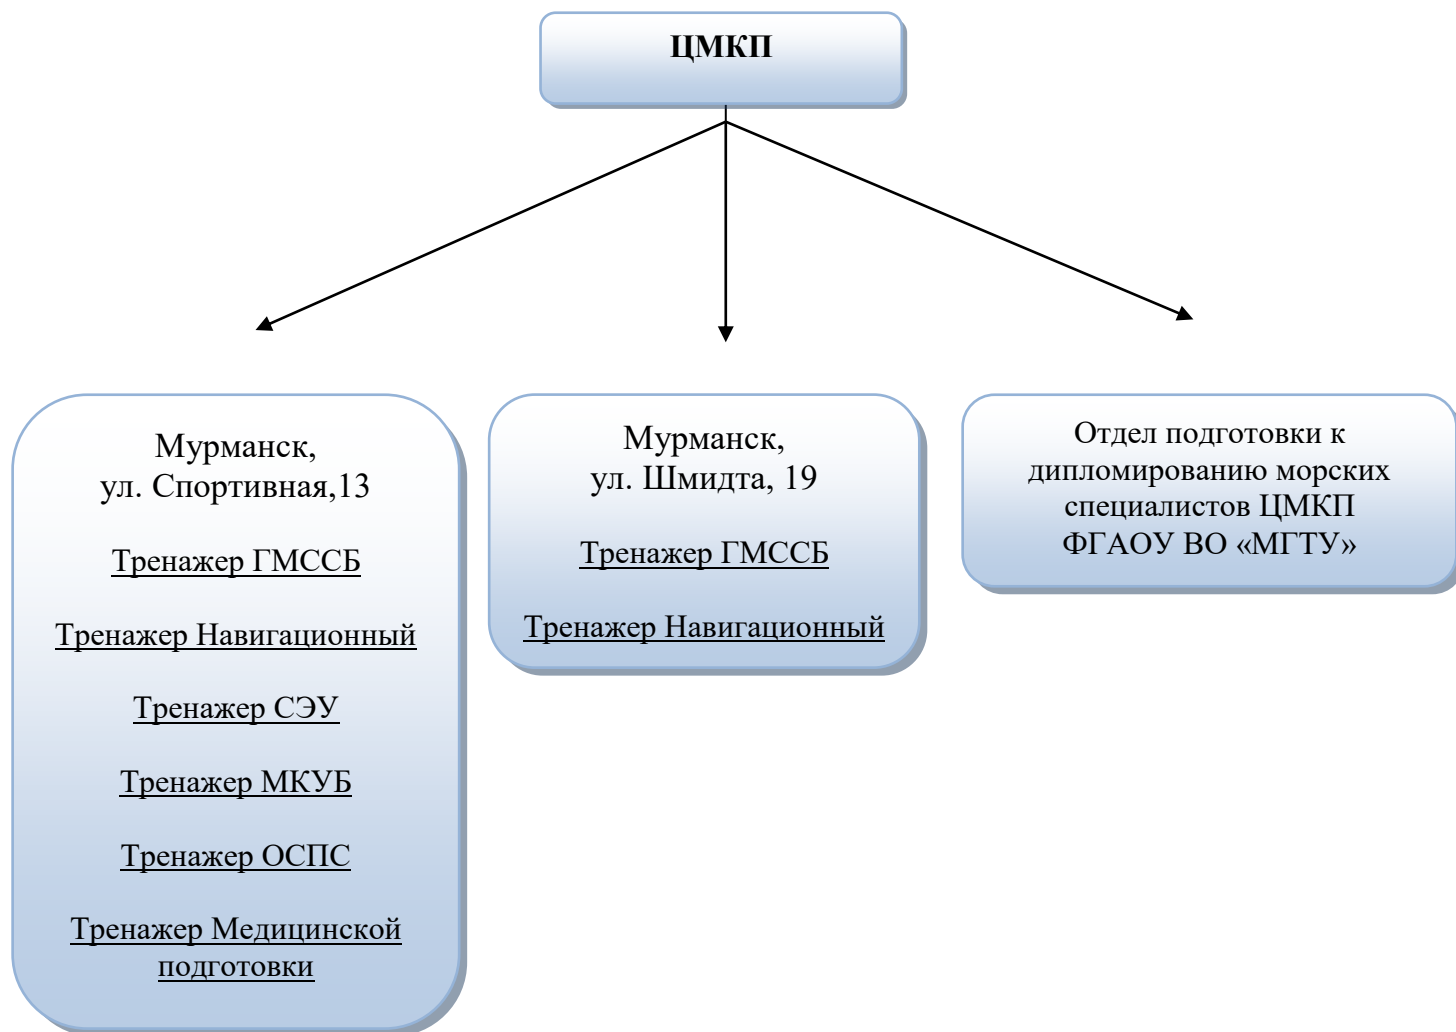 ЦМКП
Мурманск,
ул. Спортивная,13
Тренажер ГМССБ
Тренажер Навигационный
Тренажер СЭУ
Тренажер МКУБ
Тренажер ОСПС
Тренажер Медицинской
подготовки
Мурманск,
ул. Шмидта, 19
Тренажер ГМССБ
Тренажер Навигационный
Отдел подготовки к
дипломированию морских
специалистов ЦМКП
ФГАОУ ВО «МГТУ»